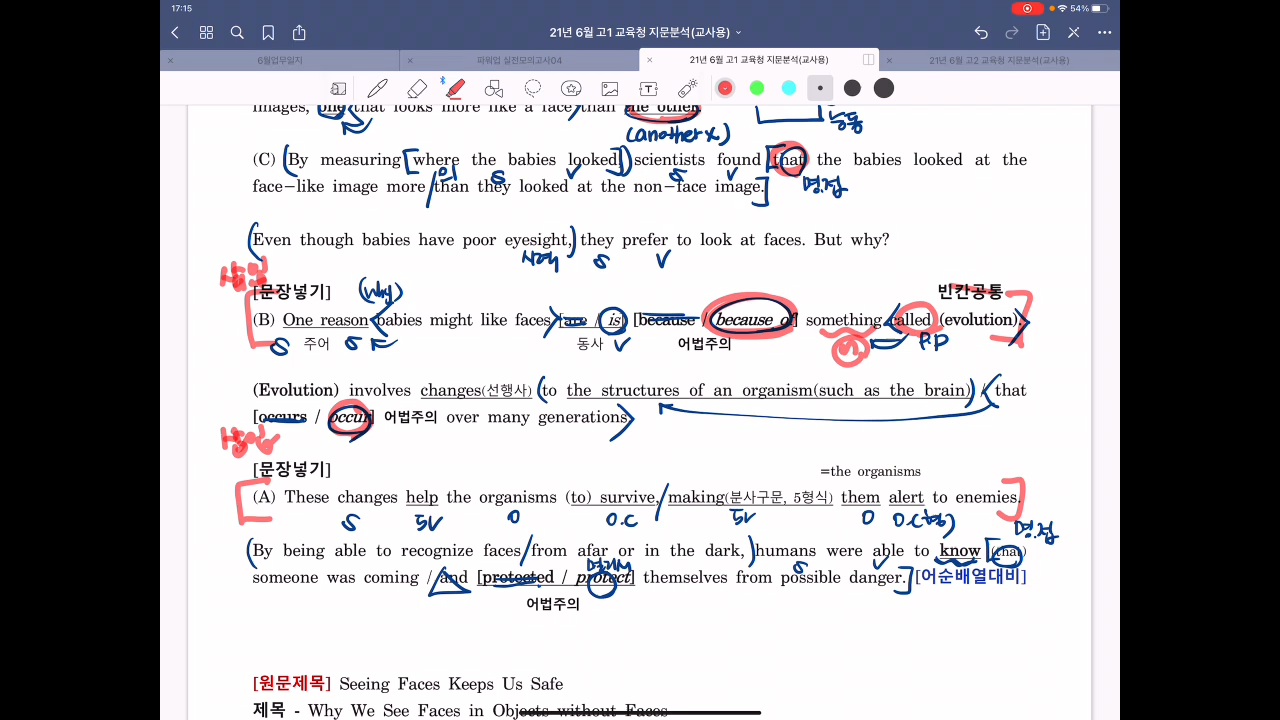 17:15
54%
21년 6월 고1 교육청 지문분석(교사용)
6월업무일지
파워업 실전모의고사04
21년 6월 고1 교육청 지문분석(교사용)
21년 6월 고2 교육청 지문분석(교사용)
images, one that looks more like a face than the other.
(another x)
능동
(C) By measuring [where the babies looked,] scientists found [that the babies looked at the
의 S V S V
face-like image more than they looked at the non-face image.]
명.접
(Even though babies have poor eyesight,) they prefer to look at faces. But why?
S V
[문장넣기] (why) 빈칸공통
(B) One reason babies might like faces [are / is] [because / because of] something called (evolution).
S 주어 S 동사 V 어법주의 P.P
(Evolution) involves changes(선행사) (to the structures of an organism(such as the brain) / that
[occurs / occur] 어법주의 over many generations
[문장넣기] =the organisms
(A) These changes help the organisms (to) survive, / making(분사구문, 5형식) them alert to enemies.
S 5V O O.C 5V O O.C(형)
명.접
(By being able to recognize faces / from afar or in the dark,) humans were able to know [(that)
S V
someone was coming / and [protected / protect] themselves from possible danger.] [어순배열대비]
어법주의
[원문제목] Seeing Faces Keeps Us Safe
제목 - Why We See Faces in Objects without Faces